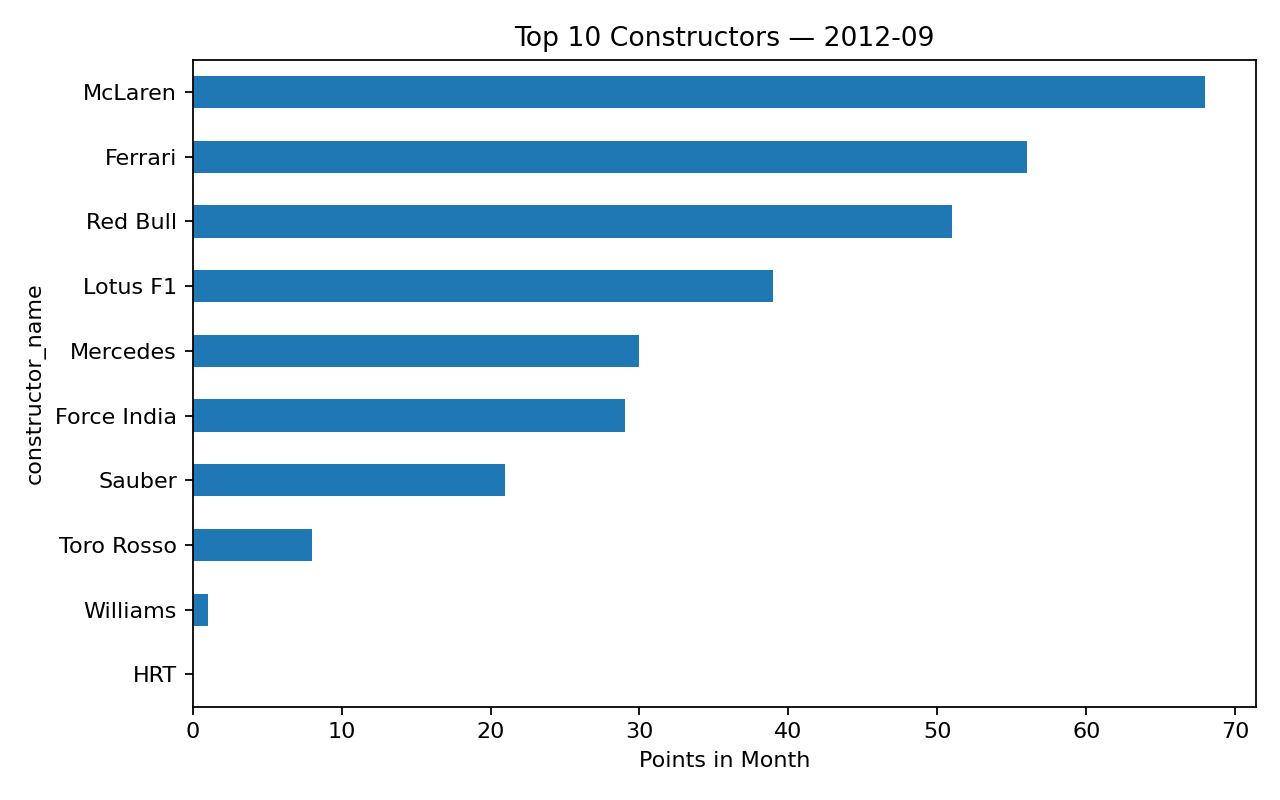 Top 10 Constructors — 2012-09
constructor_name
McLaren
Ferrari
Red Bull
Lotus F1
Mercedes
Force India
Sauber
Toro Rosso
Williams
HRT
0 10 20 30 40 50 60 70
Points in Month